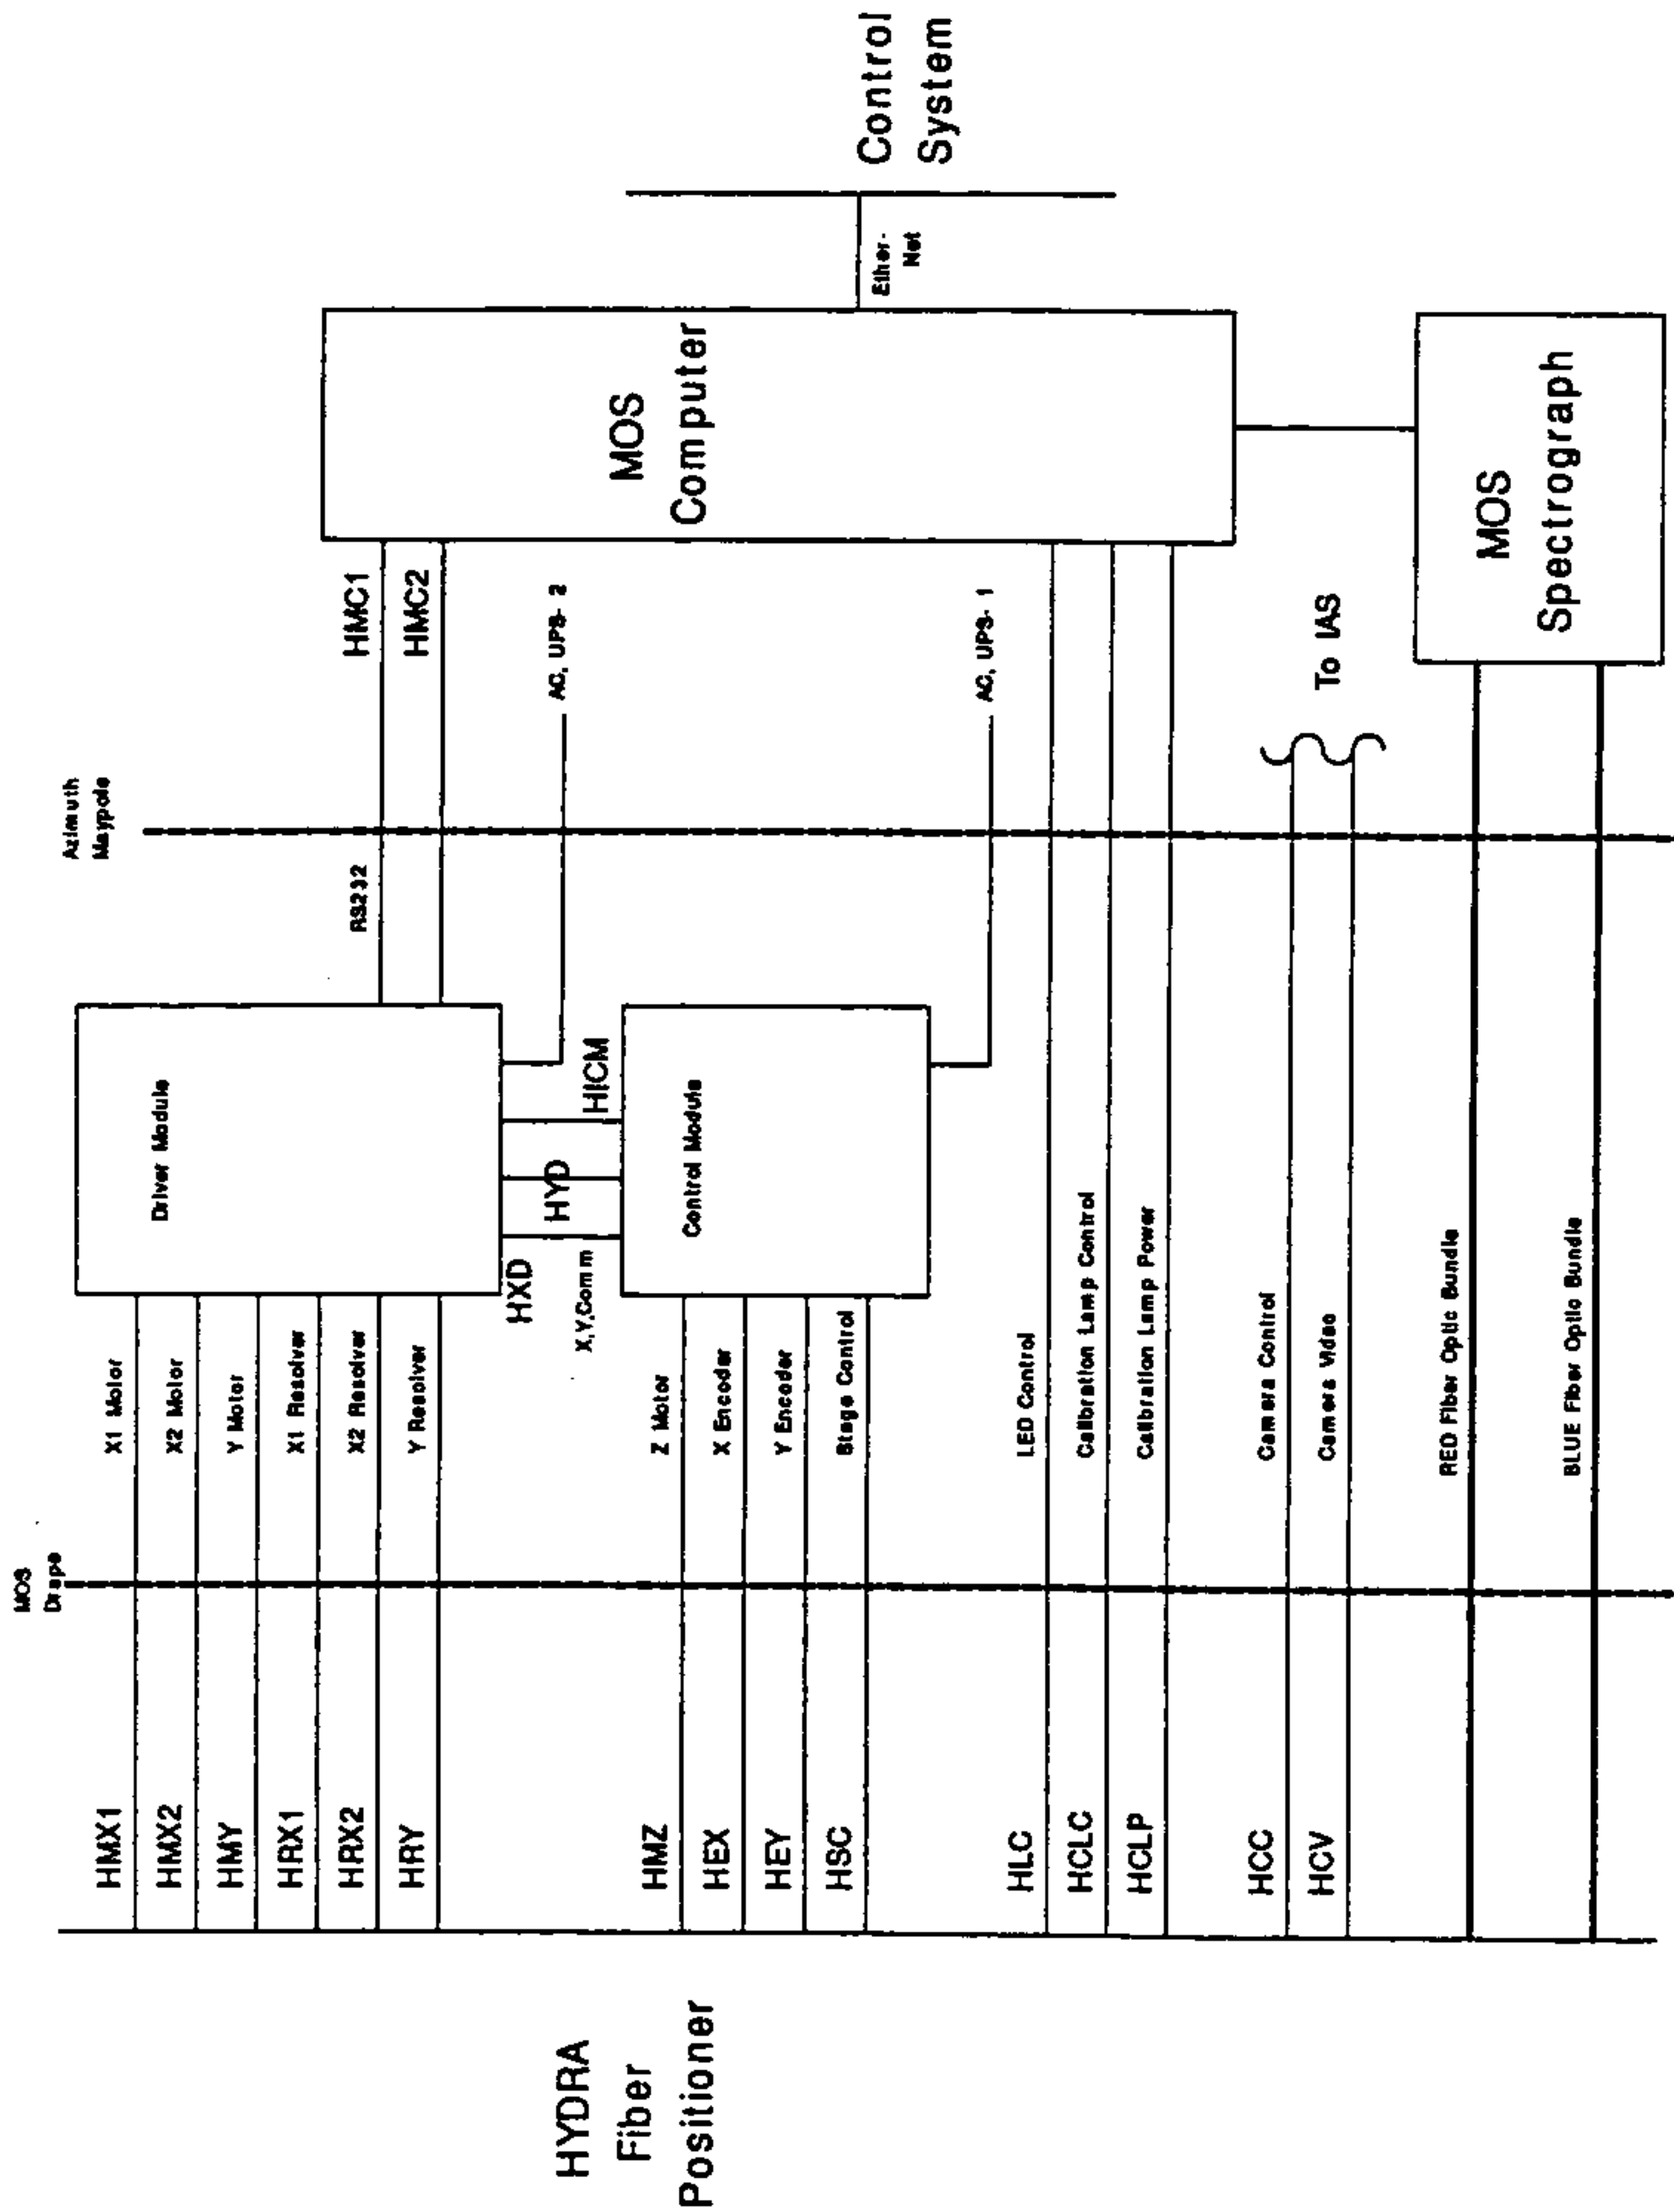 HYDRA
Fiber
Positioner
MOS
Drape
Azimuth
Maypole
HMX1
X1 Motor
HMX2
X2 Motor
HMY
Y Motor
HRX1
X1 Resolver
HRX2
X2 Resolver
HRY
Y Resolver
Driver Module
RS232
HMC1
HMC2
HXD
HYD
HICM
X,Y,Comm
AC, UPS- 2
HMZ
Z Motor
HEX
X Encoder
HEY
Y Encoder
HSC
Stage Control
Control Module
AC, UPS- 1
HLC
LED Control
HCLC
Calibration Lamp Control
HCLP
Calibration Lamp Power
MOS
Computer
Ether-
Net
Control
System
HCC
Camera Control
HCV
Camera Video
To IAS
RED Fiber Optic Bundle
BLUE Fiber Optic Bundle
MOS
Spectrograph